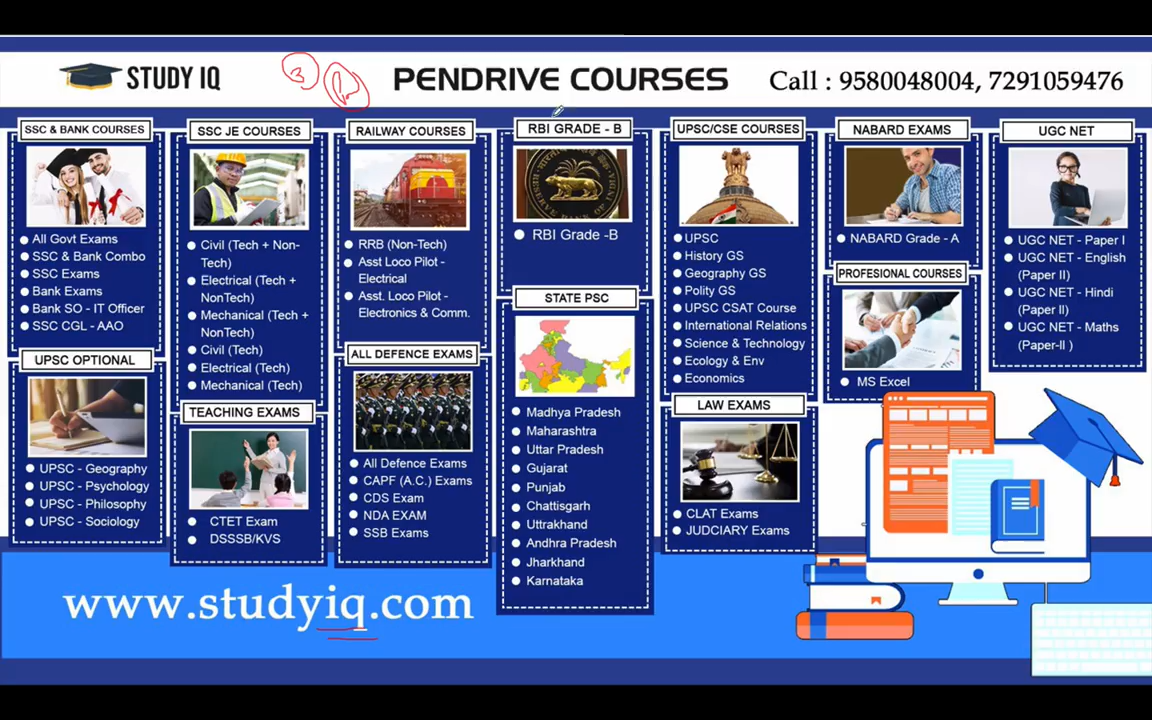 STUDY IQ
3
PENDRIVE COURSES
Call : 9580048004, 7291059476
SSC & BANK COURSES
All Govt Exams
SSC & Bank Combo
SSC Exams
Bank Exams
Bank SO - IT Officer
SSC CGL - AAO
UPSC OPTIONAL
UPSC - Geography
UPSC - Psychology
UPSC - Philosophy
UPSC - Sociology
SSC JE COURSES
Civil (Tech + Non-
Tech)
Electrical (Tech +
NonTech)
Mechanical (Tech +
NonTech)
Civil (Tech)
Electrical (Tech)
Mechanical (Tech)
TEACHING EXAMS
CTET Exam
DSSSB/KVS
RAILWAY COURSES
RRB (Non-Tech)
Asst Loco Pilot -
Electrical
Asst. Loco Pilot -
Electronics & Comm.
ALL DEFENCE EXAMS
All Defence Exams
CAPF (A.C.) Exams
CDS Exam
NDA EXAM
SSB Exams
RBI GRADE - B
RBI Grade -B
STATE PSC
Madhya Pradesh
Maharashtra
Uttar Pradesh
Gujarat
Punjab
Chattisgarh
Uttrakhand
Andhra Pradesh
Jharkhand
Karnataka
UPSC/CSE COURSES
UPSC
History GS
Geography GS
Polity GS
UPSC CSAT Course
International Relations
Science & Technology
Ecology & Env
Economics
LAW EXAMS
CLAT Exams
JUDCIARY Exams
NABARD EXAMS
NABARD Grade - A
PROFESIONAL COURSES
MS Excel
UGC NET
UGC NET - Paper I
UGC NET - English
(Paper II)
UGC NET - Hindi
(Paper II)
UGC NET - Maths
(Paper-II )
www.studyiq.com